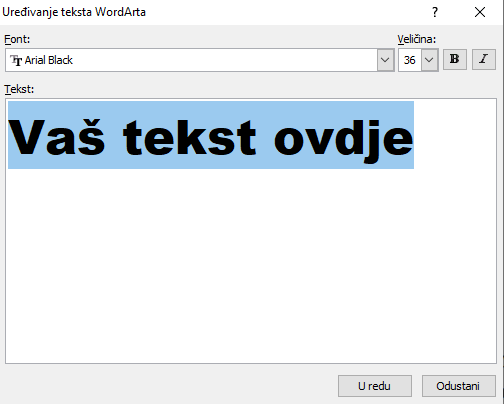 Uređivanje teksta WordArta ? ×
Font: Veličina:
Arial Black 36 B I
Tekst:
Vaš tekst ovdje
U redu Odustani